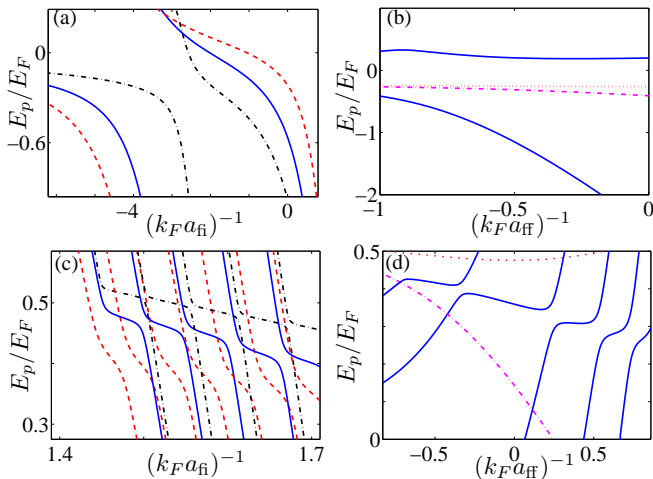 (a)
0
−0.6
E_p/E_F
−4
0
(k_F a_fi)^−1
(b)
2
0
−1
−2
E_p/E_F
−1
−0.5
0
(k_F a_ff)^−1
(c)
0.5
0.3
E_p/E_F
1.4
1.7
(k_F a_fi)^−1
(d)
0.5
0
E_p/E_F
−0.5
0
0.5
(k_F a_ff)^−1